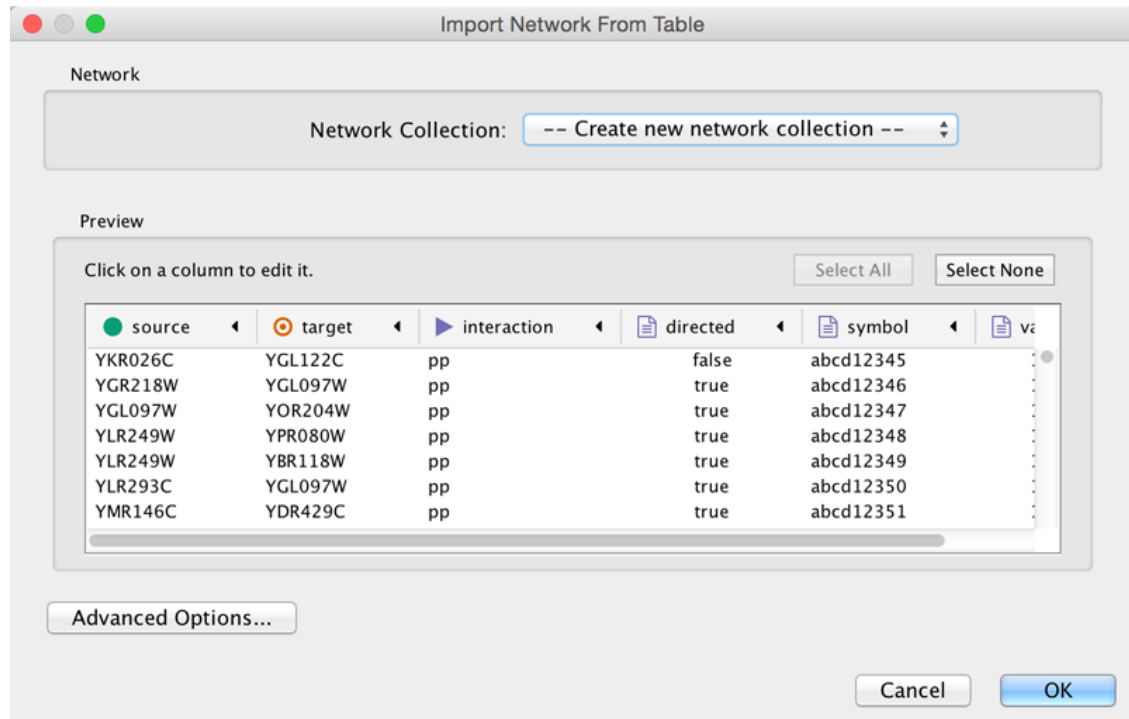 Import Network From Table
Network
Network Collection: -- Create new network collection --
Preview
Click on a column to edit it. Select All Select None
source target interaction directed symbol
YKR026C YGL122C pp false abcd12345
YGR218W YGL097W pp true abcd12346
YGL097W YOR204W pp true abcd12347
YLR249W YPR080W pp true abcd12348
YLR249W YBR118W pp true abcd12349
YLR293C YGL097W pp true abcd12350
YMR146C YDR429C pp true abcd12351
Advanced Options...
Cancel OK